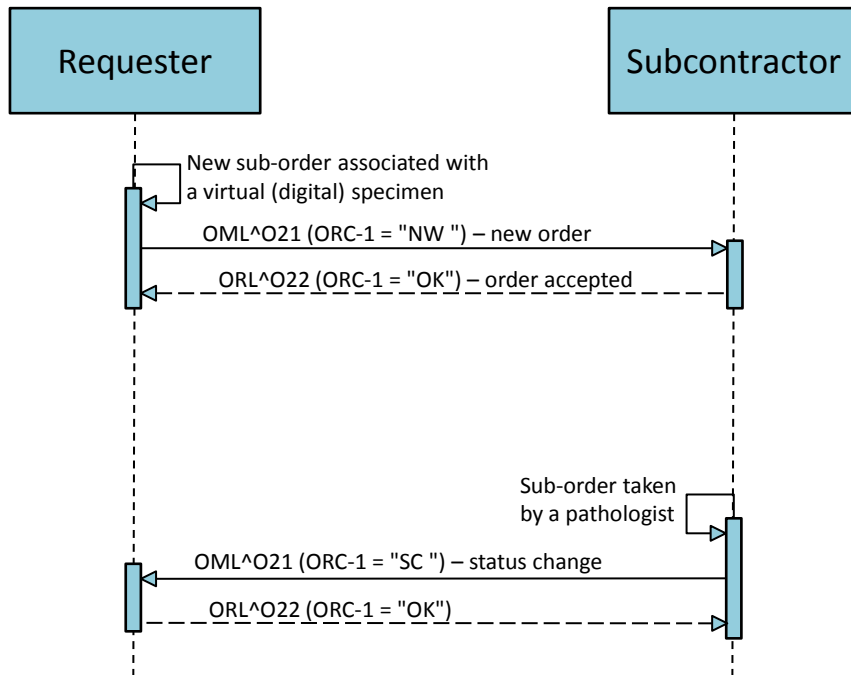 Requester
Subcontractor
New sub-order associated with
a virtual (digital) specimen
OML^O21 (ORC-1 = "NW ") – new order
ORL^O22 (ORC-1 = "OK") – order accepted
Sub-order taken
by a pathologist
OML^O21 (ORC-1 = "SC ") – status change
ORL^O22 (ORC-1 = "OK")